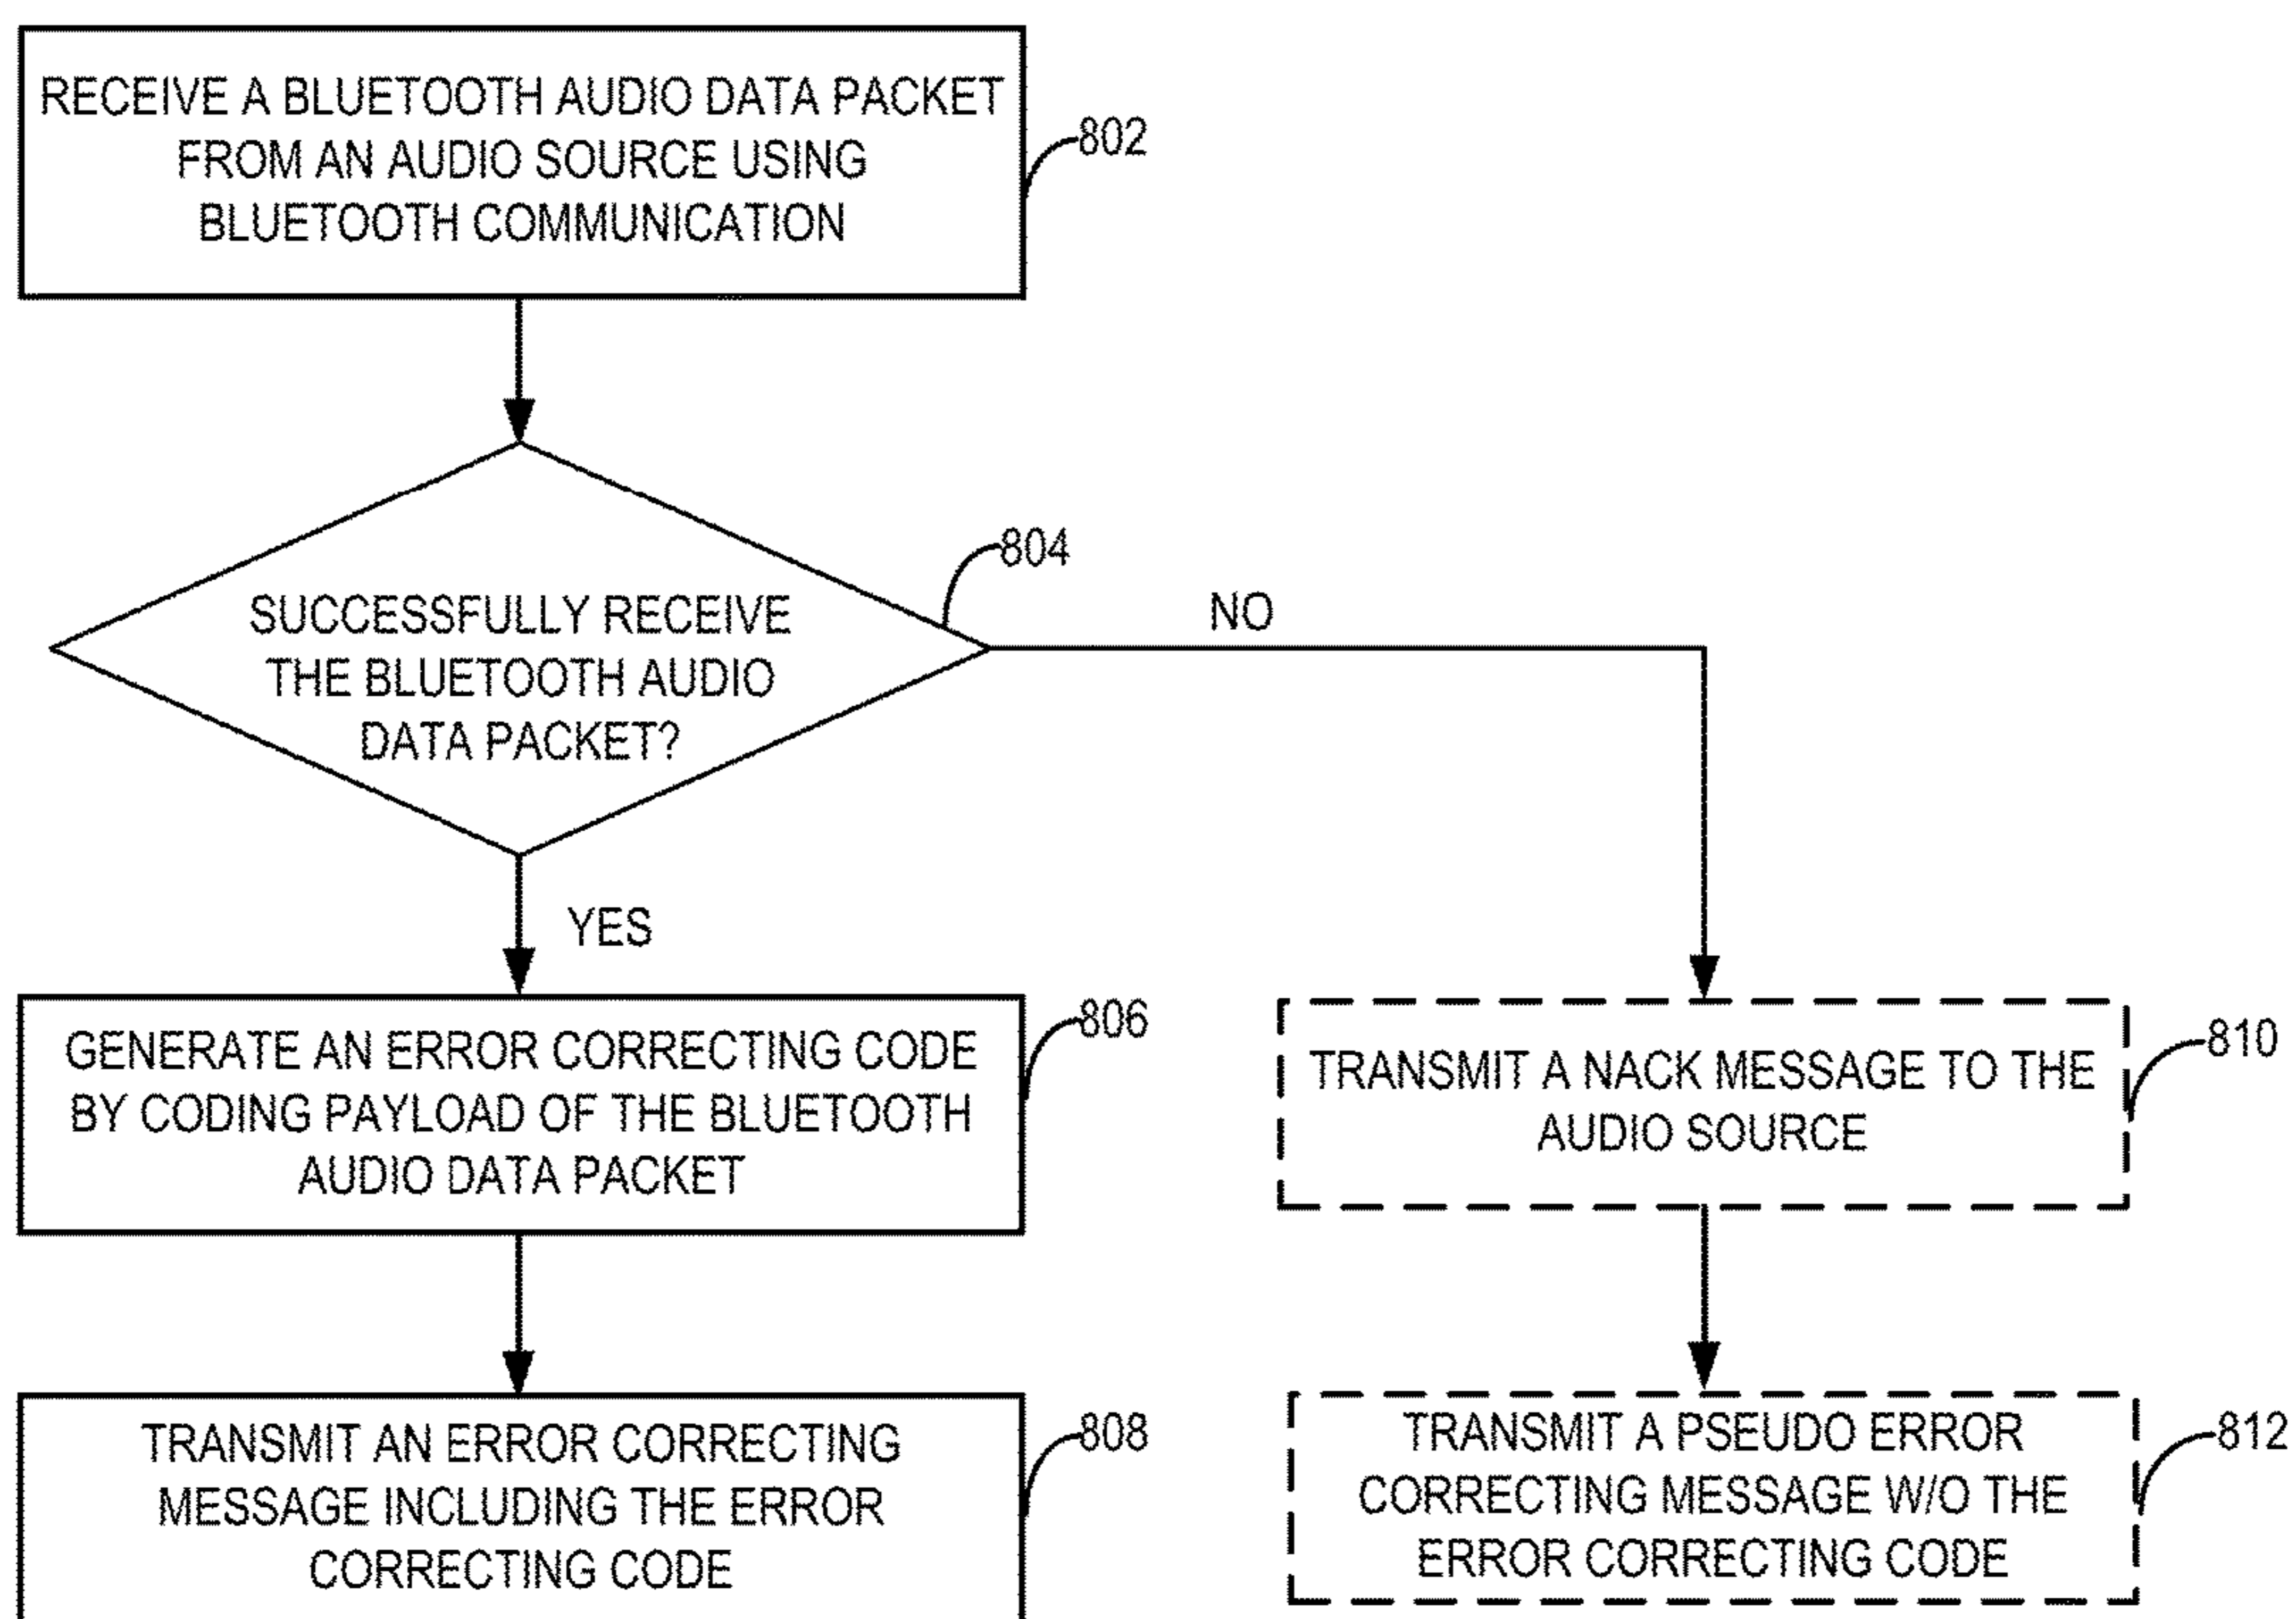 RECEIVE A BLUETOOTH AUDIO DATA PACKET
FROM AN AUDIO SOURCE USING
BLUETOOTH COMMUNICATION
802
804
SUCCESSFULLY RECEIVE
THE BLUETOOTH AUDIO
DATA PACKET?
NO
YES
GENERATE AN ERROR CORRECTING CODE
BY CODING PAYLOAD OF THE BLUETOOTH
AUDIO DATA PACKET
806
TRANSMIT A NACK MESSAGE TO THE
AUDIO SOURCE
810
TRANSMIT AN ERROR CORRECTING
MESSAGE INCLUDING THE ERROR
CORRECTING CODE
808
TRANSMIT A PSEUDO ERROR
CORRECTING MESSAGE W/O THE
ERROR CORRECTING CODE
812